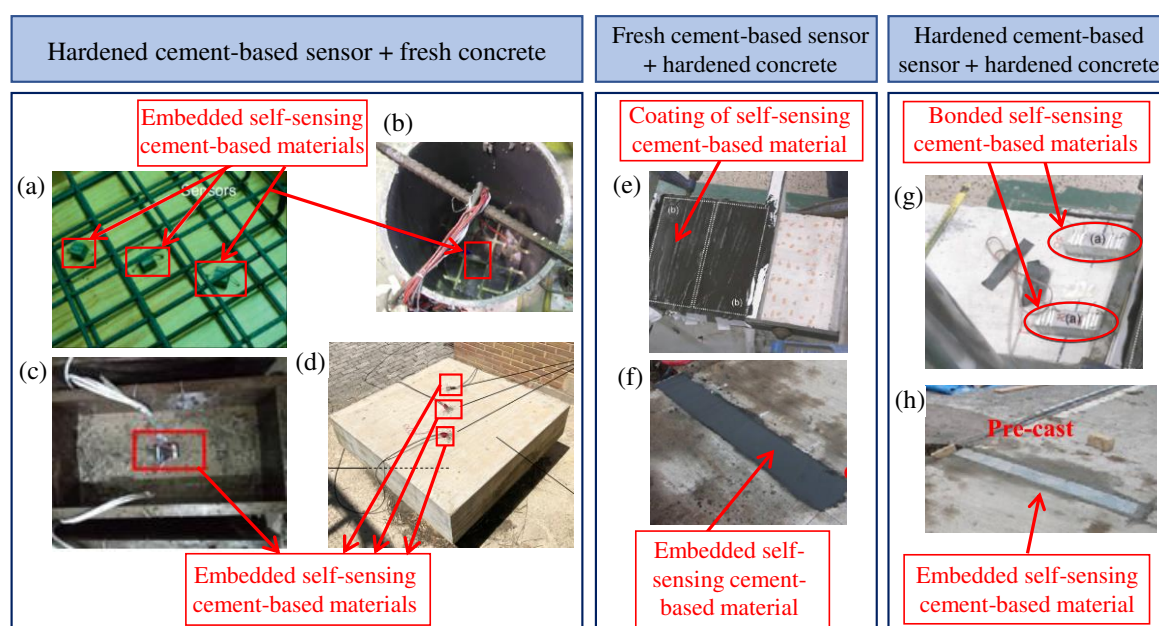 Hardened cement-based sensor + fresh concrete
Fresh cement-based sensor
+ hardened concrete
Hardened cement-based
sensor + hardened concrete
Embedded self-sensing
cement-based materials
(a)
Sensors
(b)
(c)
(d)
Embedded self-sensing
cement-based materials
Coating of self-sensing
cement-based material
(e)
(b)
(b)
(f)
Embedded self-
sensing cement-
based material
Bonded self-sensing
cement-based materials
(g)
(a)
(a)
(h)
Pre-cast
Embedded self-sensing
cement-based material